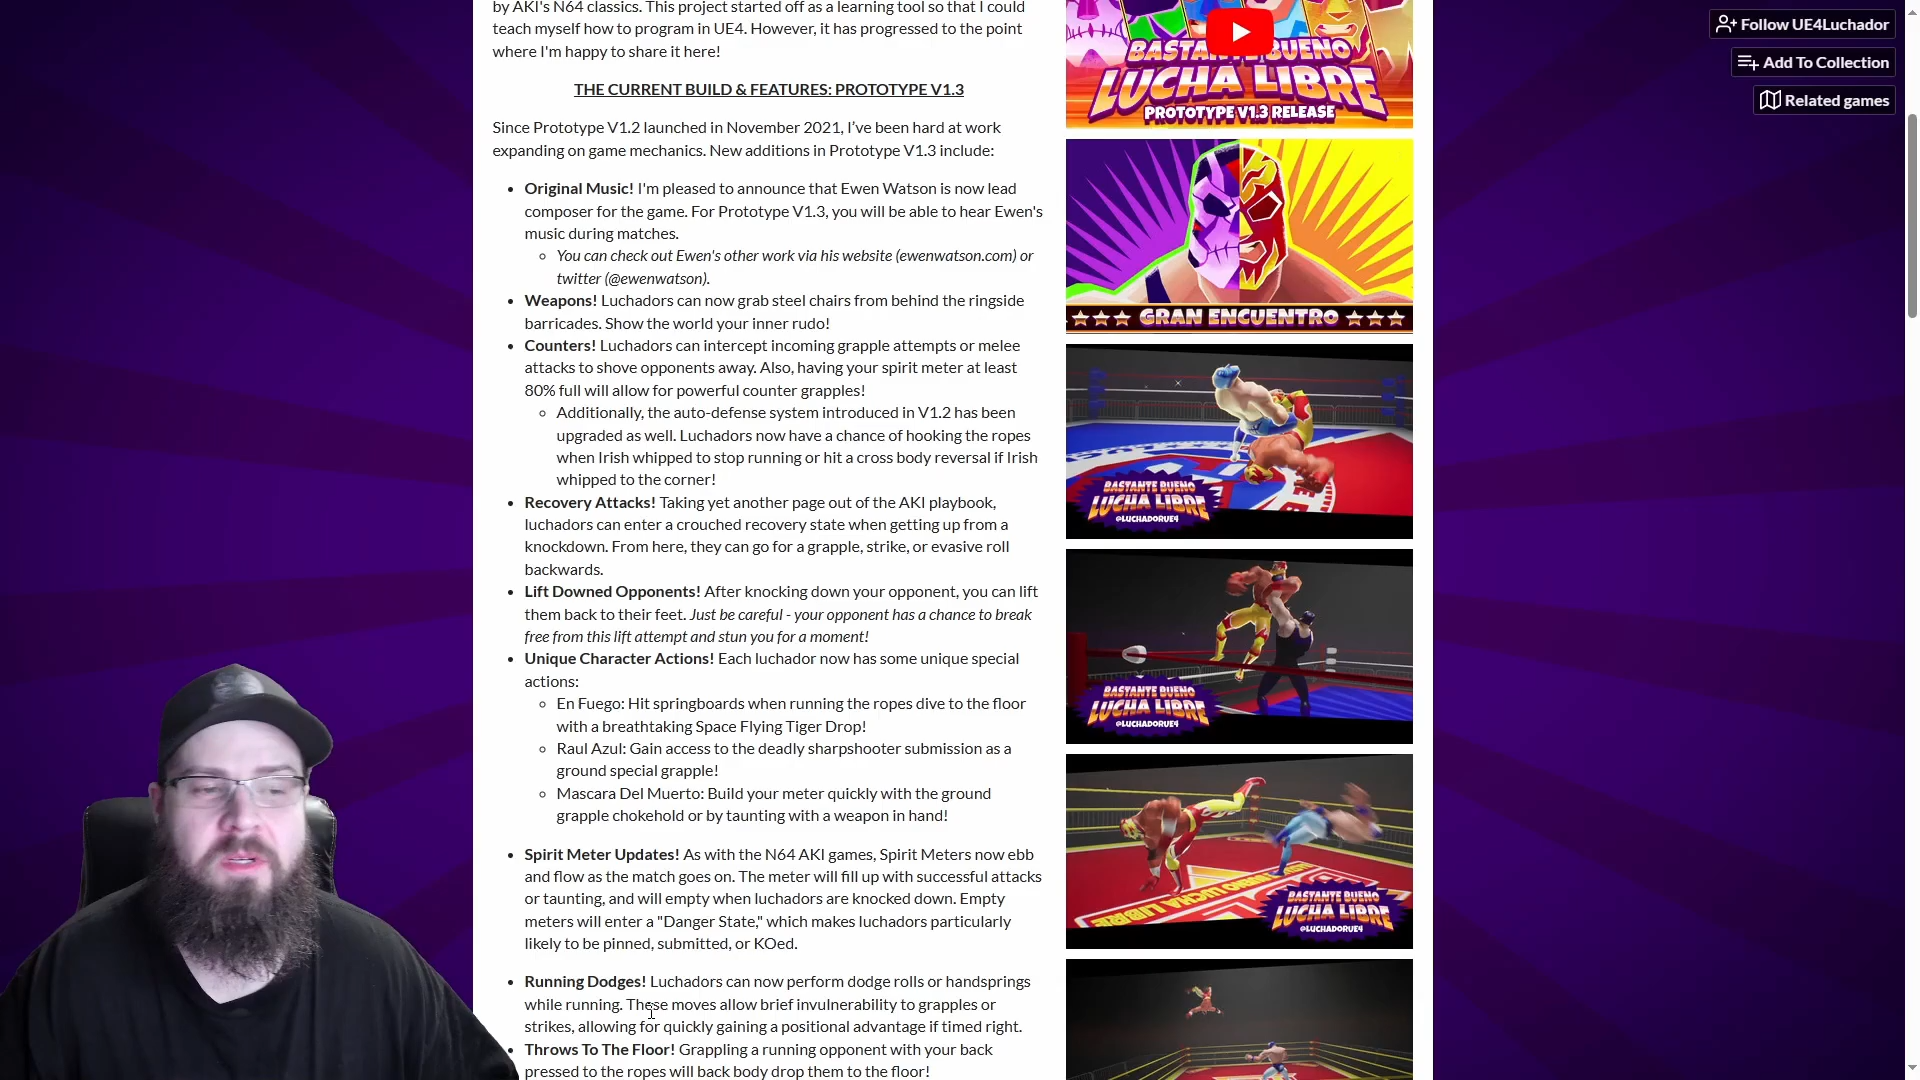 by AKI's N64 classics. This project started off as a learning tool so that I could
teach myself how to program in UE4. However, it has progressed to the point
where I'm happy to share it here!
THE CURRENT BUILD & FEATURES: PROTOTYPE V1.3
Since Prototype V1.2 launched in November 2021, I've been hard at work
expanding on game mechanics. New additions in Prototype V1.3 include:
Original Music! I'm pleased to announce that Ewen Watson is now lead
composer for the game. For Prototype V1.3, you will be able to hear Ewen's
music during matches.
You can check out Ewen's other work via his website (ewenwatson.com) or
twitter (@ewenwatson).
Weapons! Luchadors can now grab steel chairs from behind the ringside
barricades. Show the world your inner rudo!
Counters! Luchadors can intercept incoming grapple attempts or melee
attacks to shove opponents away. Also, having your spirit meter at least
80% full will allow for powerful counter grapples!
Additionally, the auto-defense system introduced in V1.2 has been
upgraded as well. Luchadors now have a chance of hooking the ropes
when Irish whipped to stop running or hit a cross body reversal if Irish
whipped to the corner!
Recovery Attacks! Taking yet another page out of the AKI playbook,
luchadors can enter a crouched recovery state when getting up from a
knockdown. From here, they can go for a grapple, strike, or evasive roll
backwards.
Lift Downed Opponents! After knocking down your opponent, you can lift
them back to their feet. Just be careful - your opponent has a chance to break
free from this lift attempt and stun you for a moment!
Unique Character Actions! Each luchador now has some unique special
actions:
En Fuego: Hit springboards when running the ropes dive to the floor
with a breathtaking Space Flying Tiger Drop!
Raul Azul: Gain access to the deadly sharpshooter submission as a
ground special grapple!
Mascara Del Muerto: Build your meter quickly with the ground
grapple chokehold or by taunting with a weapon in hand!
Spirit Meter Updates! As with the N64 AKI games, Spirit Meters now ebb
and flow as the match goes on. The meter will fill up with successful attacks
or taunting, and will empty when luchadors are knocked down. Empty
meters will enter a "Danger State," which makes luchadors particularly
likely to be pinned, submitted, or KOed.
Running Dodges! Luchadors can now perform dodge rolls or handsprings
while running. These moves allow brief invulnerability to grapples or
strikes, allowing for quickly gaining a positional advantage if timed right.
Throws To The Floor! Grappling a running opponent with your back
pressed to the ropes will back body drop them to the floor!
BASTANTE BUENO
LUCHA LIBRE
PROTOTYPE V1.3 RELEASE
GRAN ENCUENTRO
BASTANTE BUENO
LUCHA LIBRE
@LUCHADORUE4
BASTANTE BUENO
LUCHA LIBRE
@LUCHADORUE4
BASTANTE BUENO
LUCHA LIBRE
@LUCHADORUE4
Follow UE4Luchador
Add To Collection
Related games